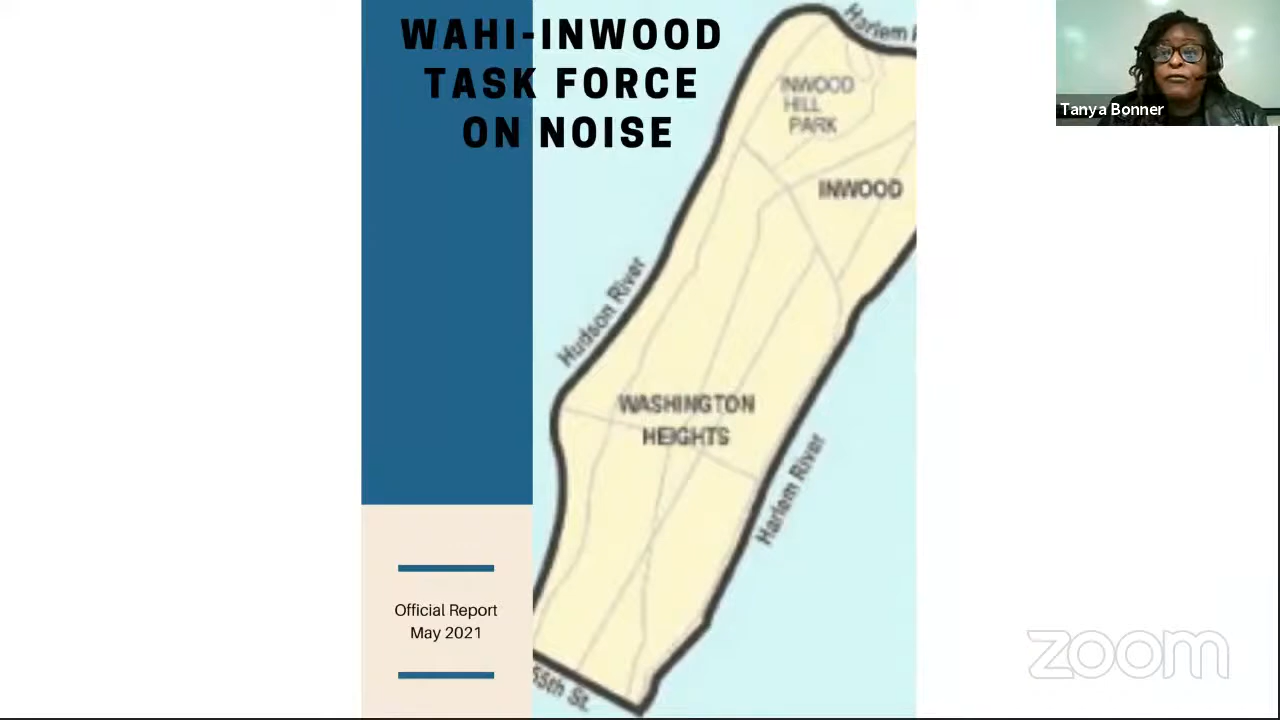 WAHI-INWOOD
TASK FORCE
ON NOISE
Harlem
INWOOD
HILL
PARK
INWOOD
Hudson River
WASHINGTON
HEIGHTS
Harlem River
55th St.
Official Report
May 2021
Tanya Bonner
zoom